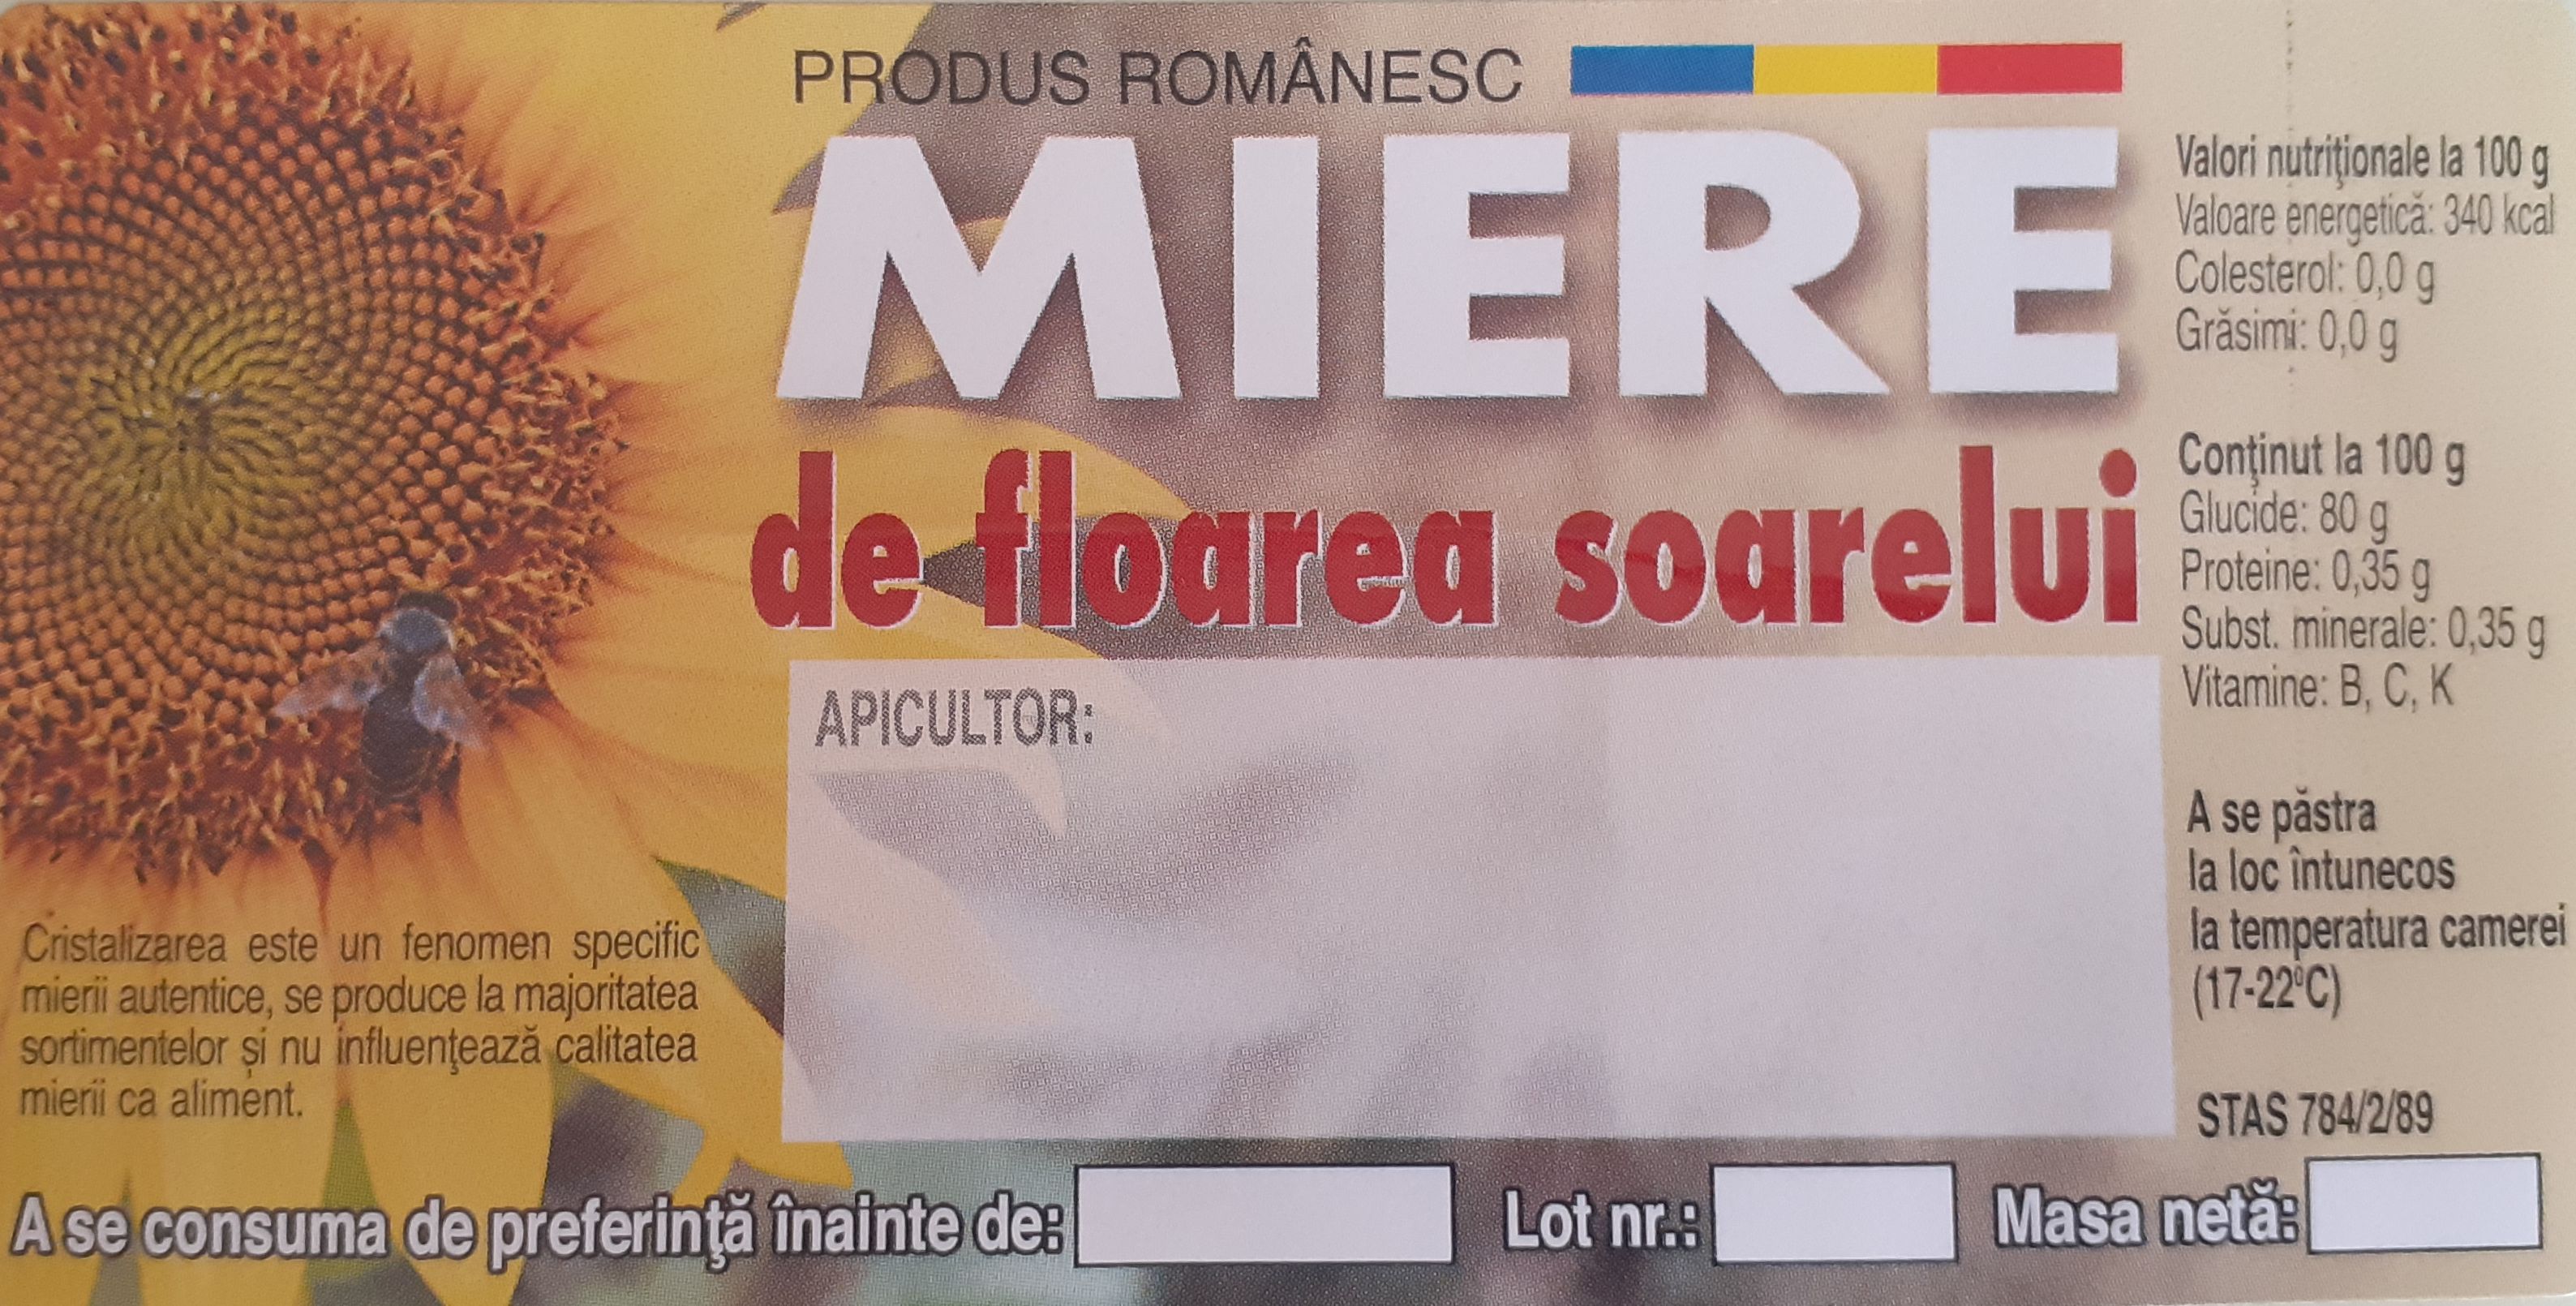 PRODUS ROMÂNESC
MIERE
de floarea soarelui
APICULTOR:
Valori nutriţionale la 100 g
Valoare energetică: 340 kcal
Colesterol: 0,0 g
Grăsimi: 0,0 g
Conţinut la 100 g
Glucide: 80 g
Proteine: 0,35 g
Subst. minerale: 0,35 g
Vitamine: B, C, K
A se păstra
la loc întunecos
la temperatura camerei
(17-22⁰C)
STAS 784/2/89
Cristalizarea este un fenomen specific
mierii autentice, se produce la majoritatea
sortimentelor și nu influenţează calitatea
mierii ca aliment.
A se consuma de preferinţă înainte de:
Lot nr.:
Masa netă: